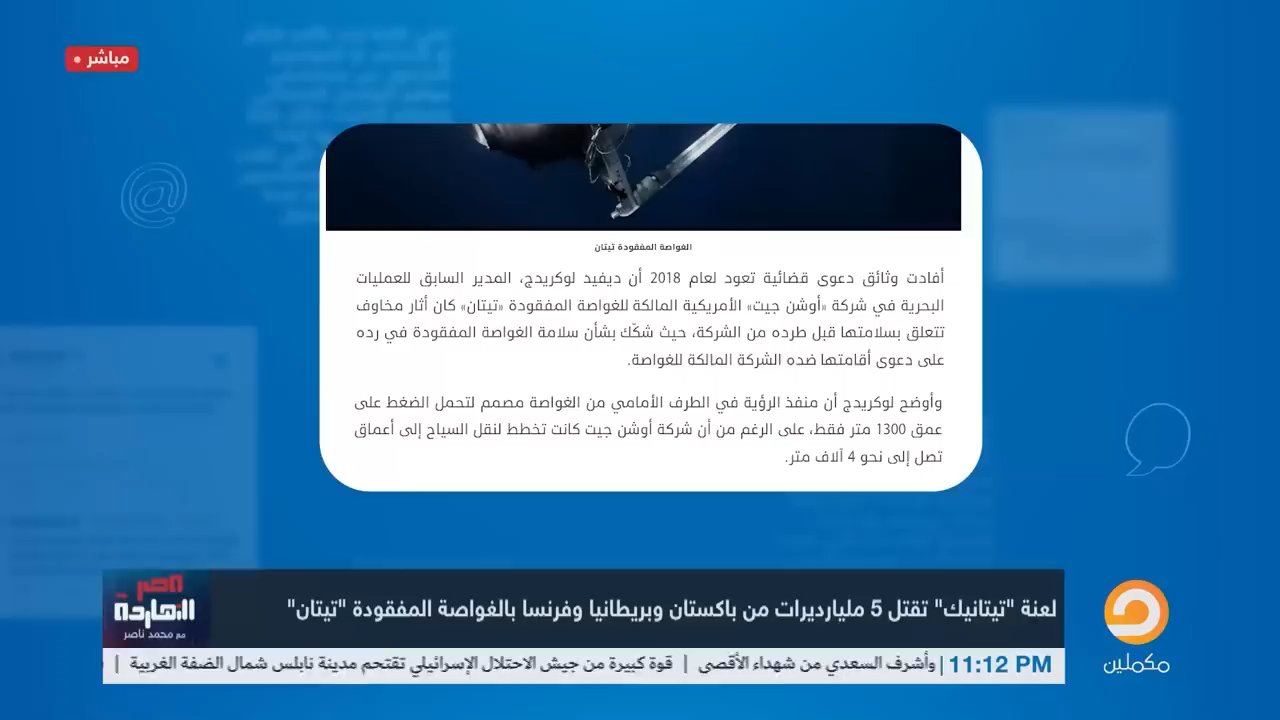 مباشر
الغواصة المفقودة تيتان
أفادت وثائق دعوى قضائية تعود لعام 2018 أن ديفيد لوكريدج، المدير السابق للعمليات
البحرية في شركة «أوشن جيت» الأمريكية المالكة للغواصة المفقودة «تيتان» كان أثار مخاوف
تتعلق بسلامتها قبل طرده من الشركة، حيث شكّك بشأن سلامة الغواصة المفقودة في رده
على دعوى أقامتها ضده الشركة المالكة للغواصة.
وأوضح لوكريدج أن منفذ الرؤية في الطرف الأمامي من الغواصة مصمم لتحمل الضغط على
عمق 1300 متر فقط، على الرغم من أن شركة أوشن جيت كانت تخطط لنقل السياح إلى أعماق
تصل إلى نحو 4 آلاف متر.
لعنة "تيتانيك" تقتل 5 مليارديرات من باكستان وبريطانيا وفرنسا بالغواصة المفقودة "تيتان"
مصر
النهاردة
مع محمد ناصر
11:12 PM | وأشرف السعدي من شهداء الأقصى | قوة كبيرة من جيش الاحتلال الإسرائيلي تقتحم مدينة نابلس شمال الضفة الغربية |
مكملين